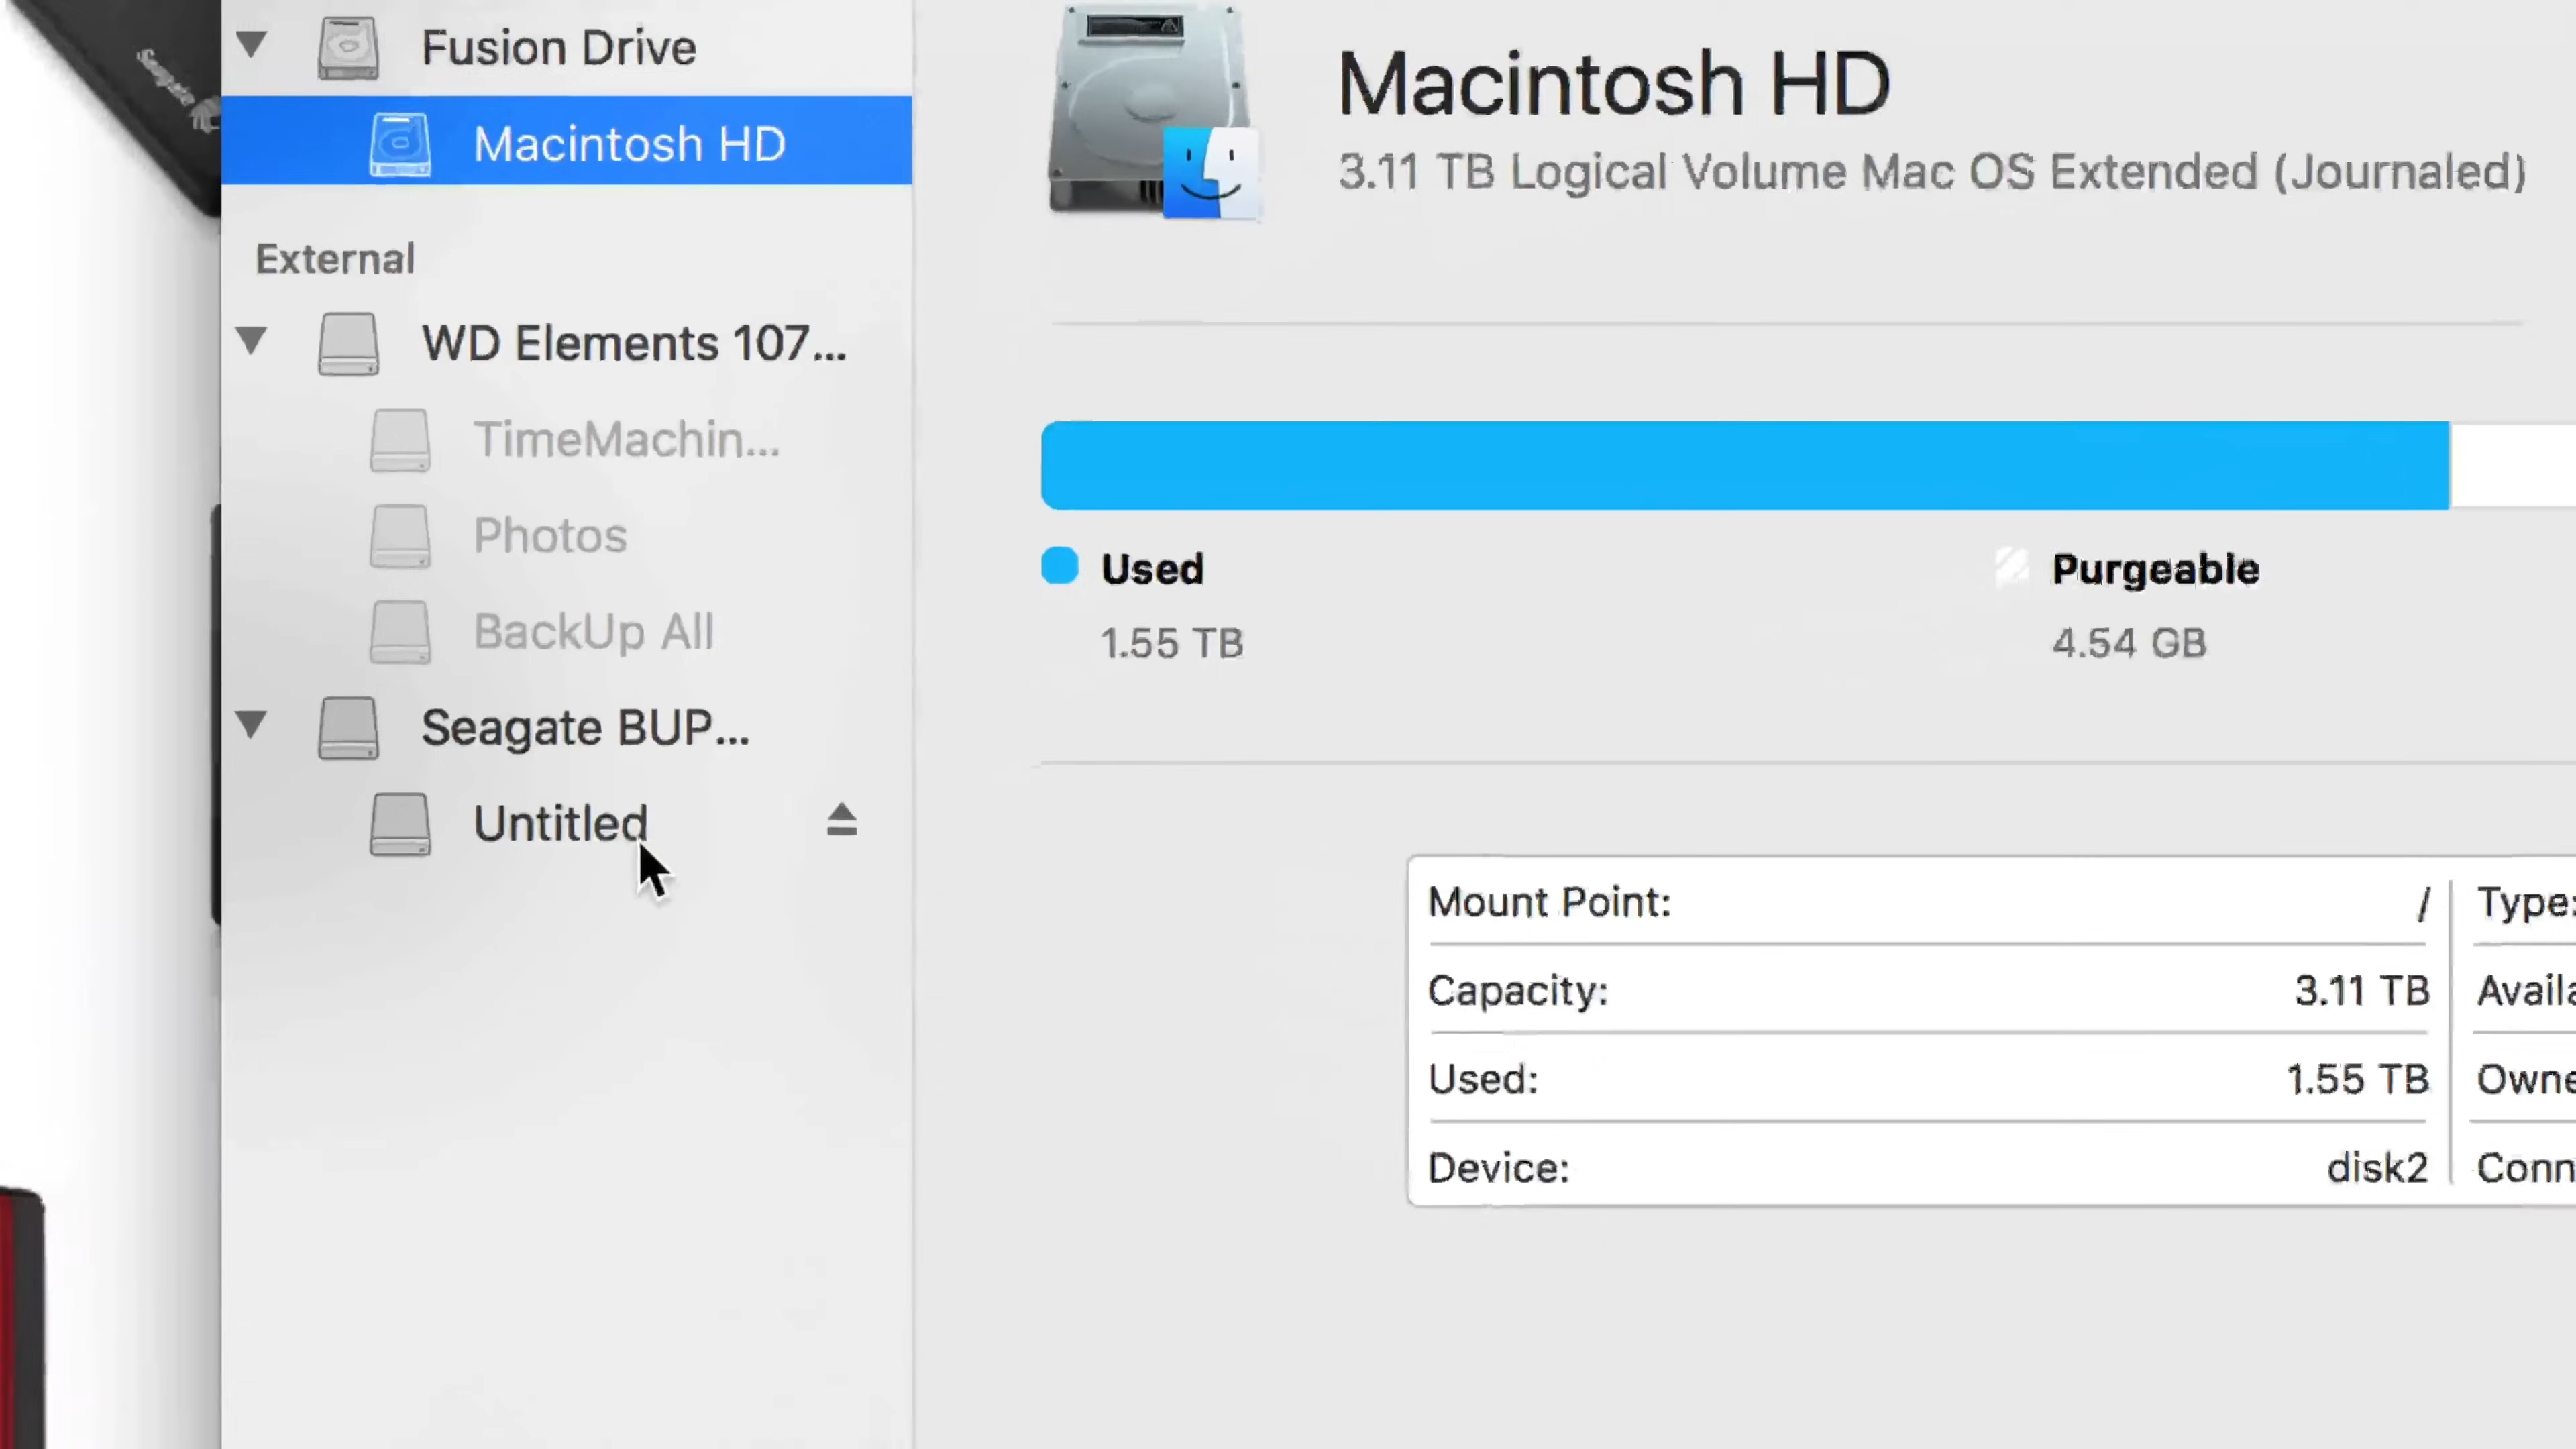 Seagate
Fusion Drive
Macintosh HD
External
WD Elements 107...
TimeMachin...
Photos
BackUp All
Seagate BUP...
Untitled
Macintosh HD
3.11 TB Logical Volume Mac OS Extended (Journaled)
Used
1.55 TB
Purgeable
4.54 GB
Mount Point: /
Capacity: 3.11 TB
Used: 1.55 TB
Device: disk2
Type:
Availa
Owne
Conn